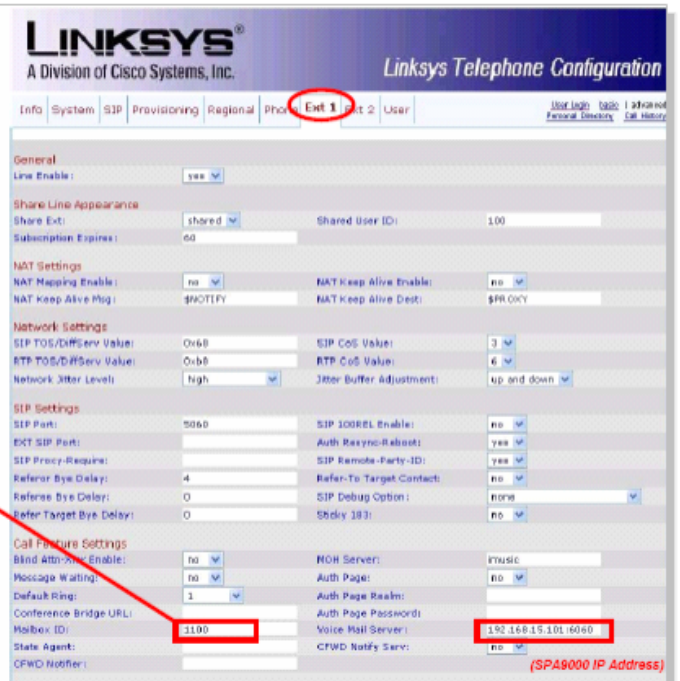 LINKSYS®
A Division of Cisco Systems, Inc.
Linksys Telephone Configuration
Info System SIP Provisioning Regional Phone Ext 1 Ext 2 User
User Login basic | advanced
Personal Directory Call History
General
Line Enable: yes
Share Line Appearance
Share Ext: shared Shared User ID: 100
Subscription Expires: 60
NAT Settings
NAT Mapping Enable: no NAT Keep Alive Enable: no
NAT Keep Alive Msg: $NOTIFY NAT Keep Alive Dest: $PROXY
Network Settings
SIP TOS/DiffServ Value: 0x68 SIP CoS Value: 3
RTP TOS/DiffServ Value: 0xb8 RTP CoS Value: 6
Network Jitter Level: high Jitter Buffer Adjustment: up and down
SIP Settings
SIP Port: 5060 SIP 100REL Enable: no
EXT SIP Port: Auth Resync-Reboot: yes
SIP Proxy-Require: SIP Remote-Party-ID: yes
Referor Bye Delay: 4 Refer-To Target Contact: no
Referee Bye Delay: 0 SIP Debug Option: none
Refer Target Bye Delay: 0 Sticky 183: no
Call Feature Settings
Blind Attn-Xfer Enable: no MOH Server: imusic
Message Waiting: no Auth Page: no
Default Ring: 1 Auth Page Realm:
Conference Bridge URL: Auth Page Password:
Mailbox ID: 1100 Voice Mail Server: 192.168.15.101:6060
State Agent: CFWD Notify Serv: no
CFWD Notifier: (SPA9000 IP Address)